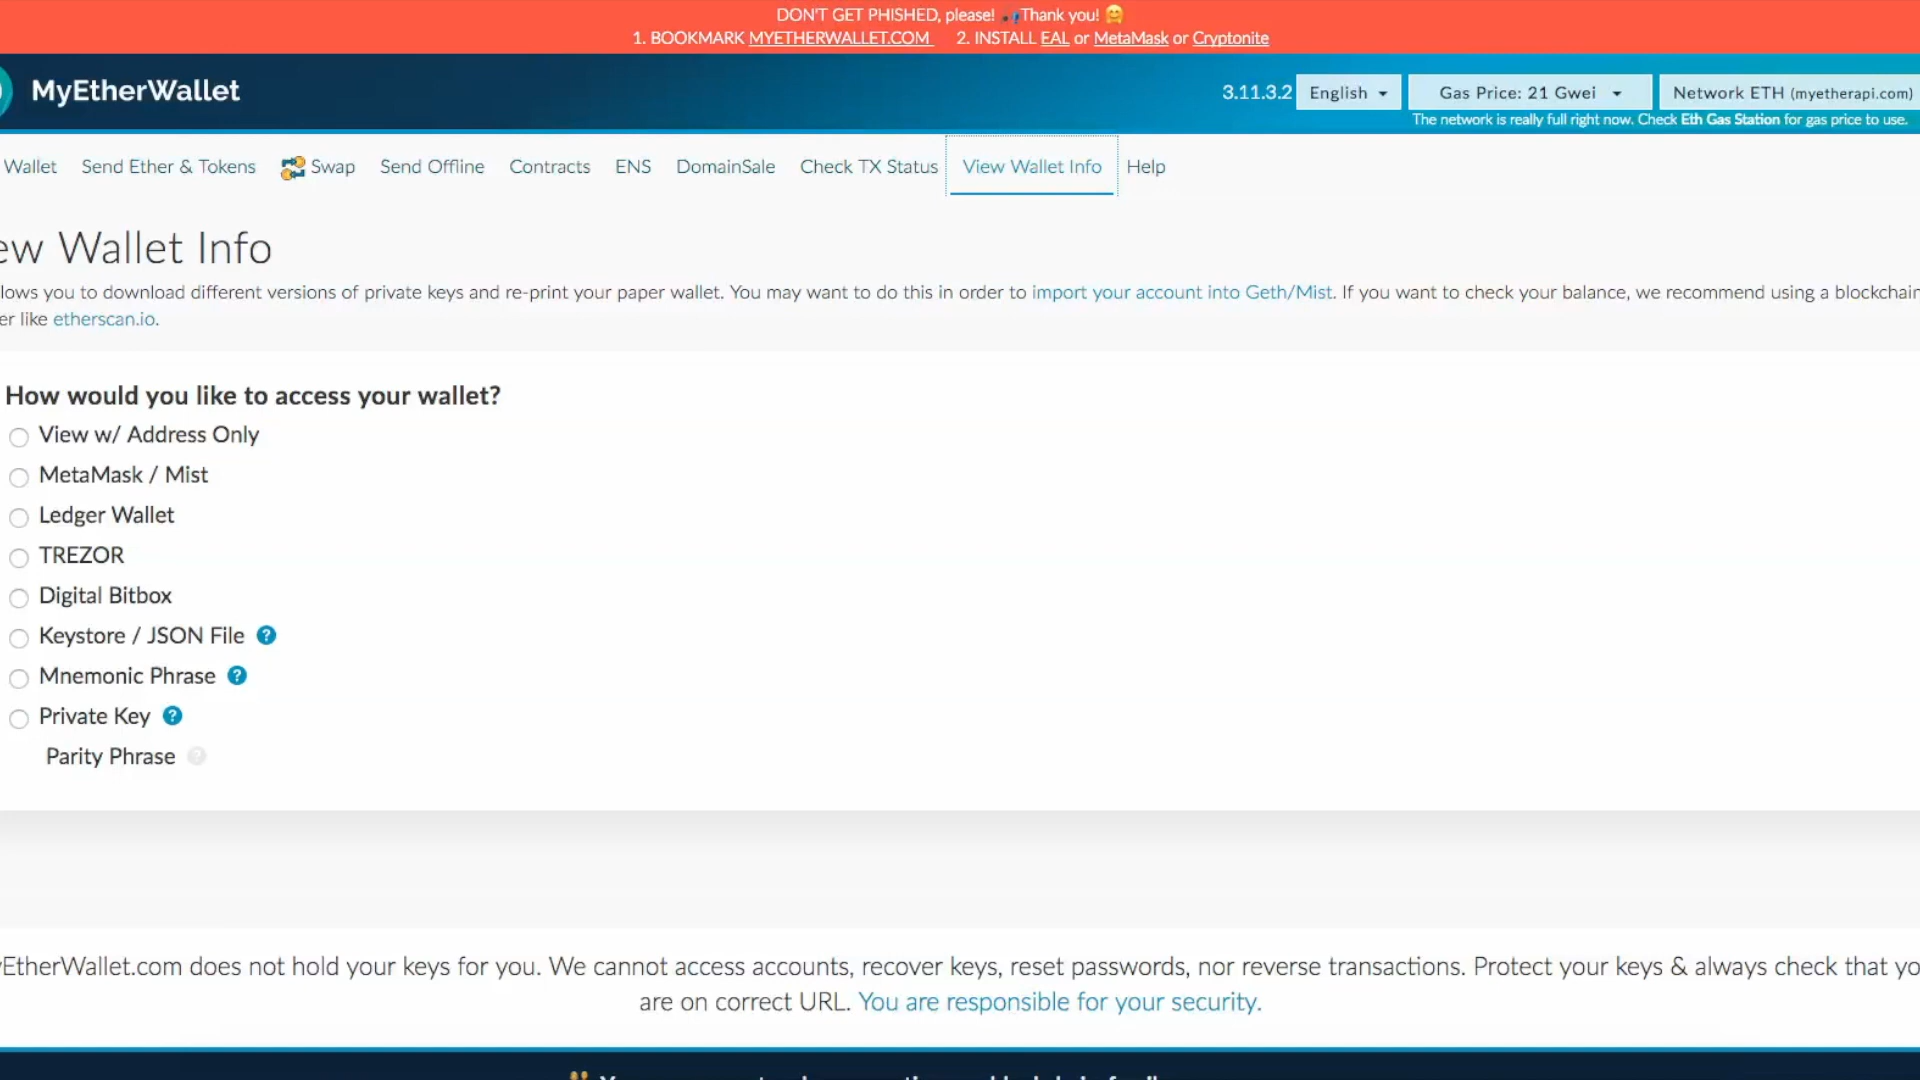 DON'T GET PHISHED, please! Thank you!
1. BOOKMARK MYETHERWALLET.COM 2. INSTALL EAL or MetaMask or Cryptonite
MyEtherWallet
3.11.3.2 English Gas Price: 21 Gwei Network ETH (myetherapi.com)
The network is really full right now. Check Eth Gas Station for gas price to use.
Wallet Send Ether & Tokens Swap Send Offline Contracts ENS DomainSale Check TX Status View Wallet Info Help
ew Wallet Info
lows you to download different versions of private keys and re-print your paper wallet. You may want to do this in order to import your account into Geth/Mist. If you want to check your balance, we recommend using a blockchain
er like etherscan.io.
How would you like to access your wallet?
View w/ Address Only
MetaMask / Mist
Ledger Wallet
TREZOR
Digital Bitbox
Keystore / JSON File ?
Mnemonic Phrase ?
Private Key ?
Parity Phrase ?
yEtherWallet.com does not hold your keys for you. We cannot access accounts, recover keys, reset passwords, nor reverse transactions. Protect your keys & always check that yo
are on correct URL. You are responsible for your security.